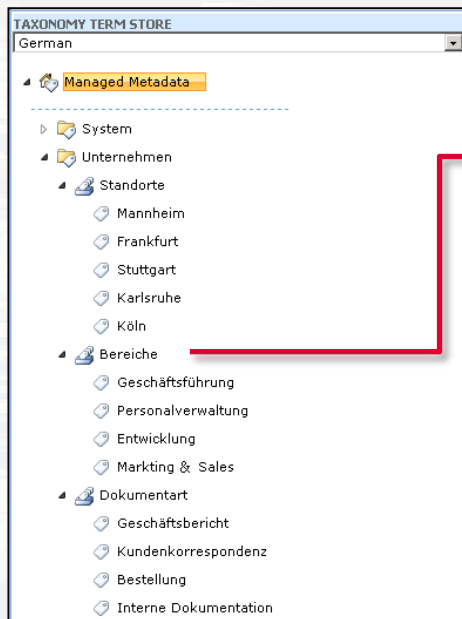 TAXONOMY TERM STORE
German
Managed Metadata
System
Unternehmen
Standorte
Mannheim
Frankfurt
Stuttgart
Karlsruhe
Köln
Bereiche
Geschäftsführung
Personalverwaltung
Entwicklung
Markting & Sales
Dokumentart
Geschäftsbericht
Kundenkorrespondenz
Bestellung
Interne Dokumentation